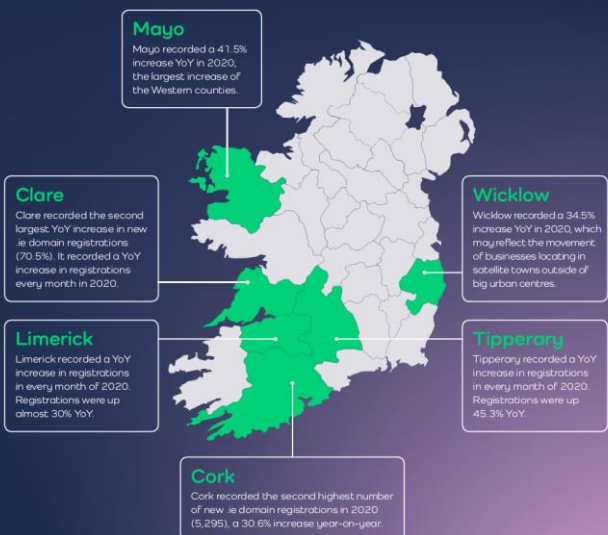 Mayo
Mayo recorded a 41.5%
increase YoY in 2020,
the largest increase of
the Western counties.
Clare
Clare recorded the second
largest YoY increase in new
.ie domain registrations
(70.5%). It recorded a YoY
increase in registrations
every month in 2020.
Wicklow
Wicklow recorded a 34.5%
increase YoY in 2020, which
may reflect the movement
of businesses locating in
satellite towns outside of
big urban centres.
Limerick
Limerick recorded a YoY
increase in registrations
in every month of 2020.
Registrations were up
almost 30% YoY.
Tipperary
Tipperary recorded a YoY
increase in registrations
in every month of 2020.
Registrations were up
45.3% YoY.
Cork
Cork recorded the second highest number
of new .ie domain registrations in 2020
(5,295), a 30.6% increase year-on-year.